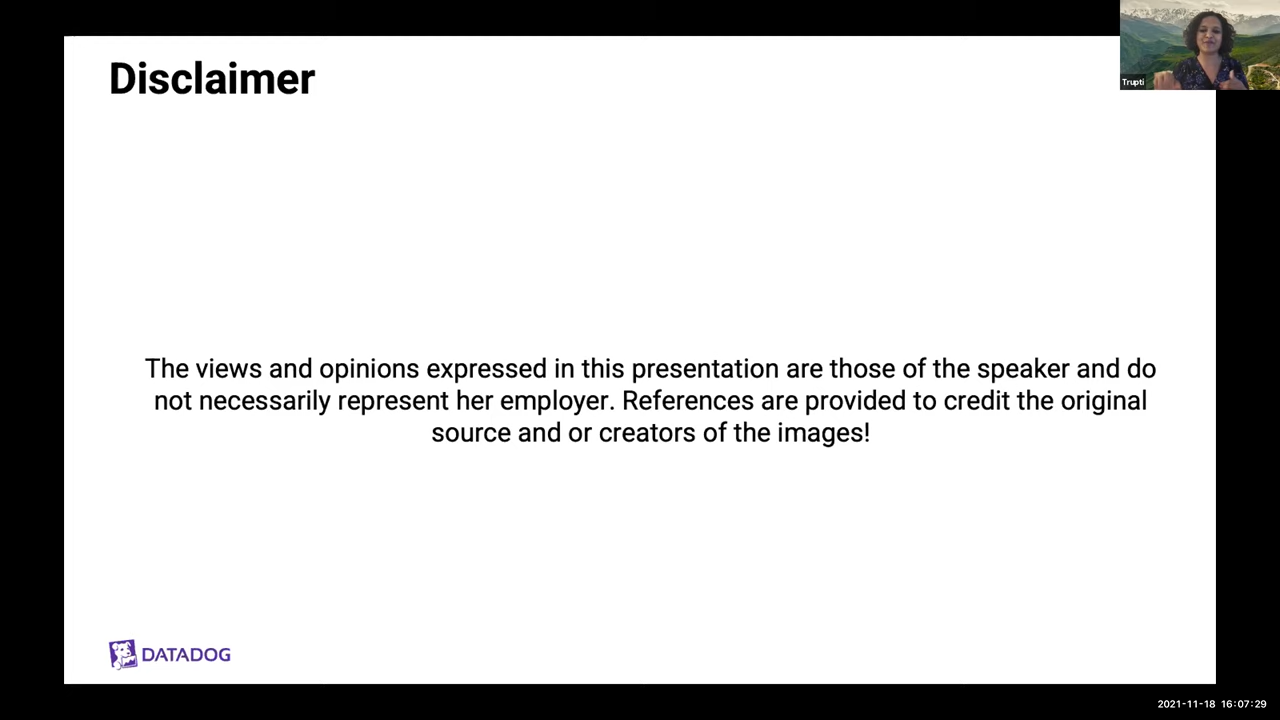 Disclaimer
Trupti
The views and opinions expressed in this presentation are those of the speaker and do
not necessarily represent her employer. References are provided to credit the original
source and or creators of the images!
DATADOG
2021-11-18 16:07:29